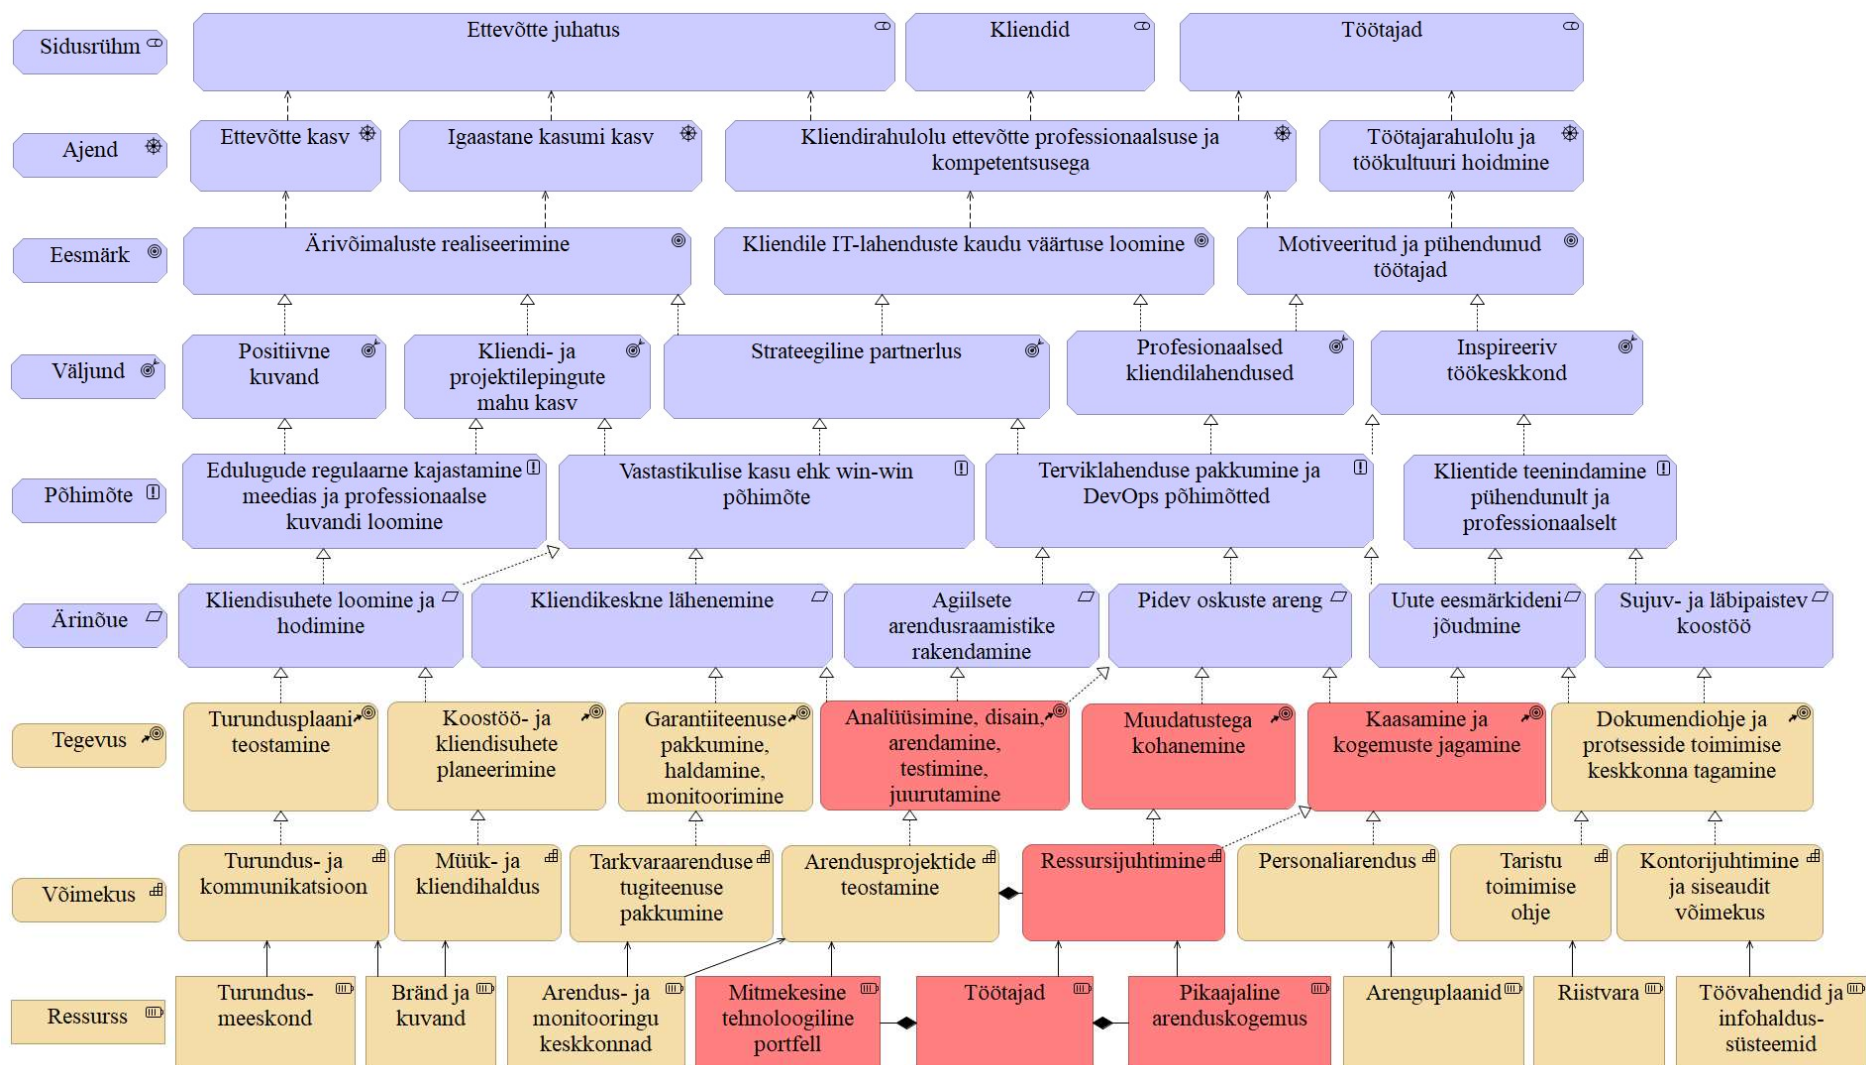 Sidusrühm
Ettevõtte juhatus
Kliendid
Töötajad
Ajend
Ettevõtte kasv
Igaastane kasumi kasv
Kliendirahulolu ettevõtte professionaalsuse ja
kompetentsusega
Töötajarahulolu ja
töökultuuri hoidmine
Eesmärk
Ärivõimaluste realiseerimine
Kliendile IT-lahenduste kaudu väärtuse loomine
Motiveeritud ja pühendunud
töötajad
Väljund
Positiivne
kuvand
Kliendi- ja
projektilepingute
mahu kasv
Strateegiline partnerlus
Profesionaalsed
kliendilahendused
Inspireeriv
töökeskkond
Põhimõte
Edulugude regulaarne kajastamine
meedias ja professionaalse
kuvandi loomine
Vastastikulise kasu ehk win-win
põhimõte
Terviklahenduse pakkumine ja
DevOps põhimõtted
Klientide teenindamine
pühendunult ja
professionaalselt
Ärinõue
Kliendisuhete loomine ja
hodimine
Kliendikeskne lähenemine
Agiilsete
arendusraamistike
rakendamine
Pidev oskuste areng
Uute eesmärkideni
jõudmine
Sujuv- ja läbipaistev
koostöö
Tegevus
Turundusplaani
teostamine
Koostöö- ja
kliendisuhete
planeerimine
Garantiiteenuse
pakkumine,
haldamine,
monitoorimine
Analüüsimine, disain,
arendamine,
testimine,
juurutamine
Muudatustega
kohanemine
Kaasamine ja
kogemuste jagamine
Dokumendiohje ja
protsesside toimimise
keskkonna tagamine
Võimekus
Turundus- ja
kommunikatsioon
Müük- ja
kliendihaldus
Tarkvaraarenduse
tugiteenuse
pakkumine
Arendusprojektide
teostamine
Ressursijuhtimine
Personaliarendus
Taristu
toimimise
ohje
Kontorijuhtimine
ja siseaudit
võimekus
Ressurss
Turundus-
meeskond
Bränd ja
kuvand
Arendus- ja
monitooringu
keskkonnad
Mitmekesine
tehnoloogiline
portfell
Töötajad
Pikaajaline
arenduskogemus
Arenguplaanid
Riistvara
Töövahendid ja
infohaldus-
süsteemid